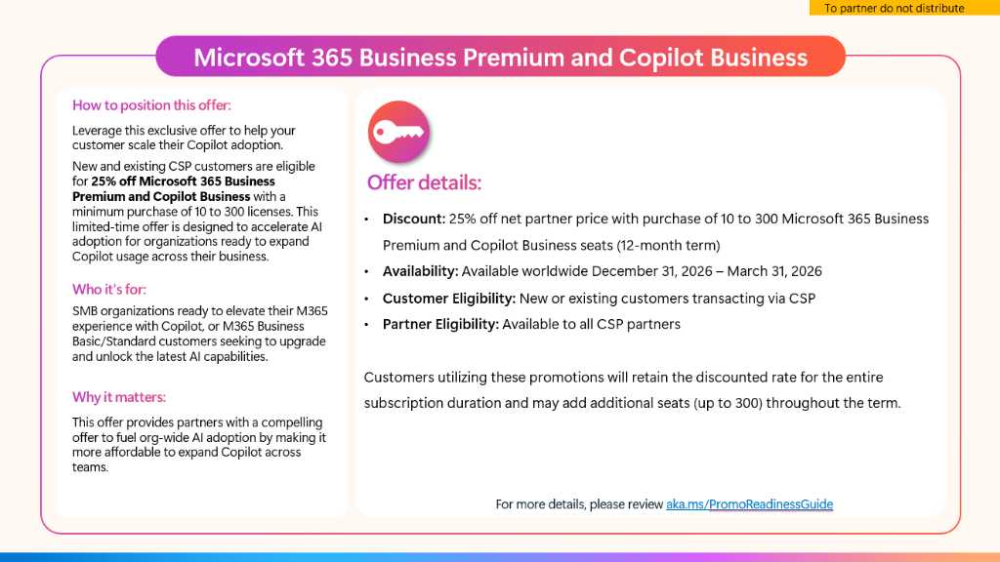 To partner do not distribute
Microsoft 365 Business Premium and Copilot Business
How to position this offer:
Leverage this exclusive offer to help your
customer scale their Copilot adoption.
New and existing CSP customers are eligible
for 25% off Microsoft 365 Business
Premium and Copilot Business with a
minimum purchase of 10 to 300 licenses. This
limited-time offer is designed to accelerate AI
adoption for organizations ready to expand
Copilot usage across their business.
Who it's for:
SMB organizations ready to elevate their M365
experience with Copilot, or M365 Business
Basic/Standard customers seeking to upgrade
and unlock the latest AI capabilities.
Why it matters:
This offer provides partners with a compelling
offer to fuel org-wide AI adoption by making it
more affordable to expand Copilot across
teams.
Offer details:
• Discount: 25% off net partner price with purchase of 10 to 300 Microsoft 365 Business
Premium and Copilot Business seats (12-month term)
• Availability: Available worldwide December 31, 2026 – March 31, 2026
• Customer Eligibility: New or existing customers transacting via CSP
• Partner Eligibility: Available to all CSP partners
Customers utilizing these promotions will retain the discounted rate for the entire
subscription duration and may add additional seats (up to 300) throughout the term.
For more details, please review aka.ms/PromoReadinessGuide